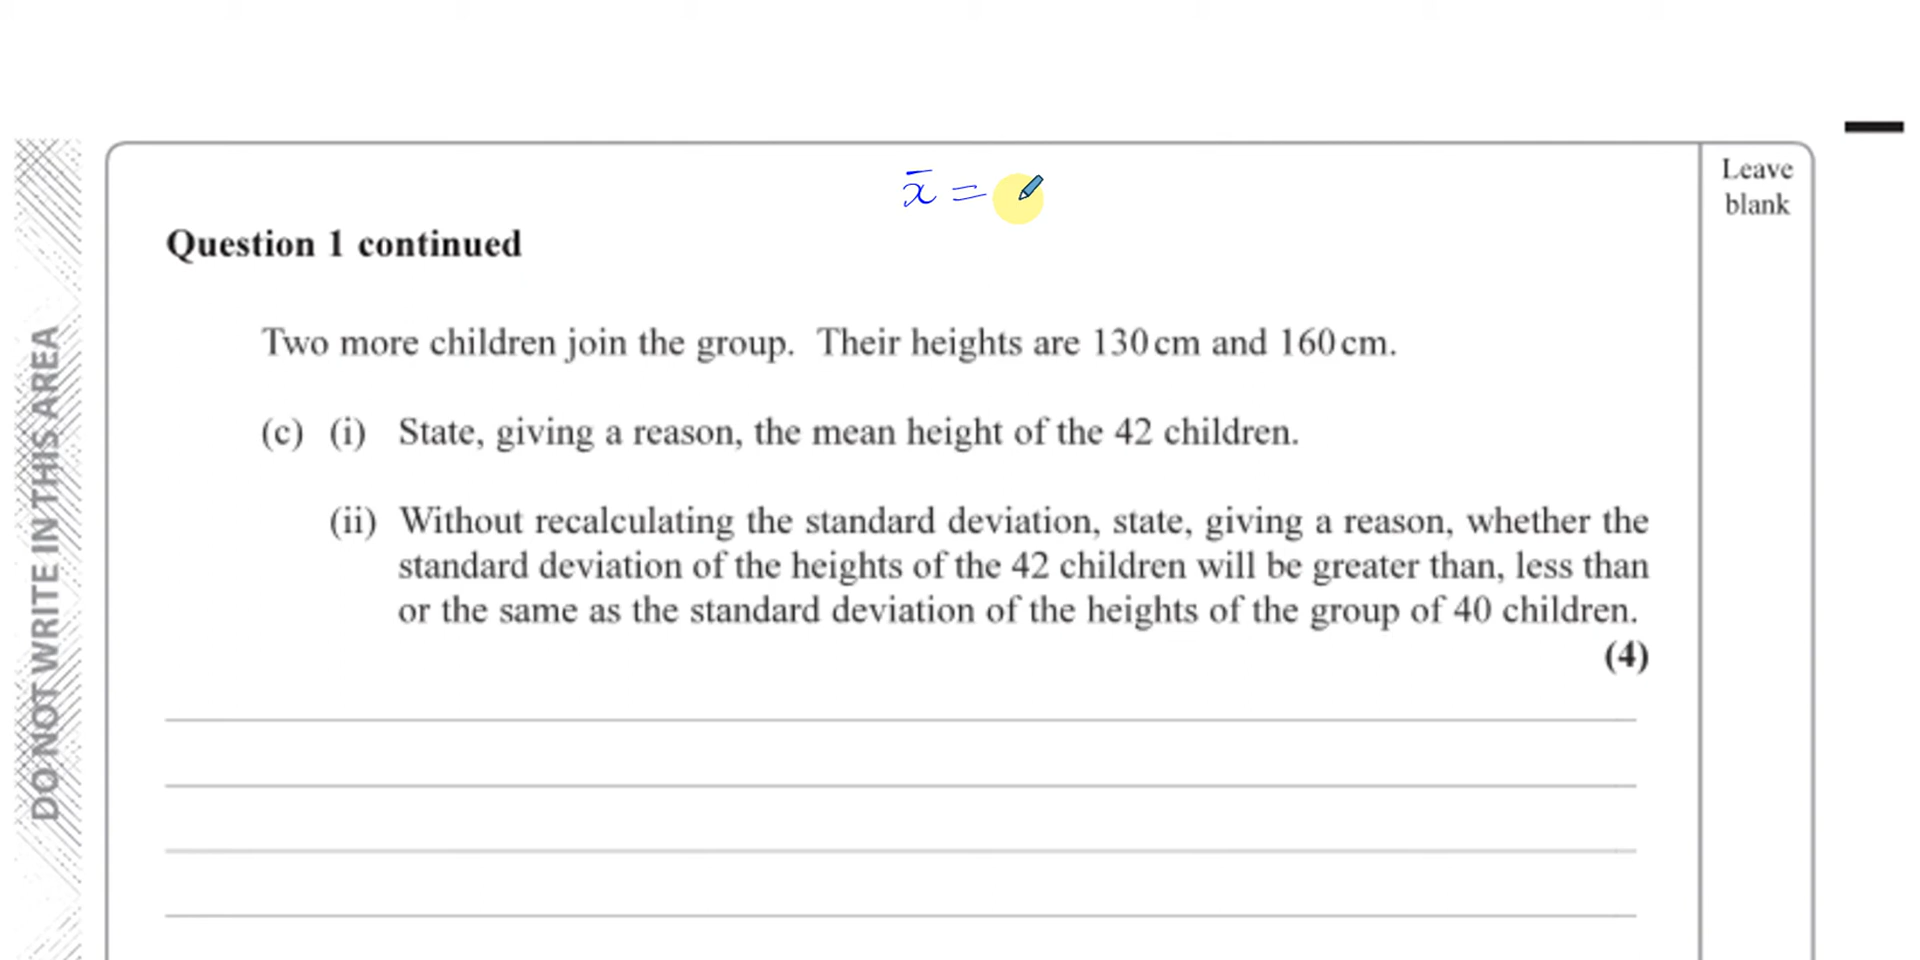 x̄ =
Leave
blank
Question 1 continued
Two more children join the group. Their heights are 130 cm and 160 cm.
(c) (i) State, giving a reason, the mean height of the 42 children.
(ii) Without recalculating the standard deviation, state, giving a reason, whether the
standard deviation of the heights of the 42 children will be greater than, less than
or the same as the standard deviation of the heights of the group of 40 children.
(4)
DO NOT WRITE IN THIS AREA